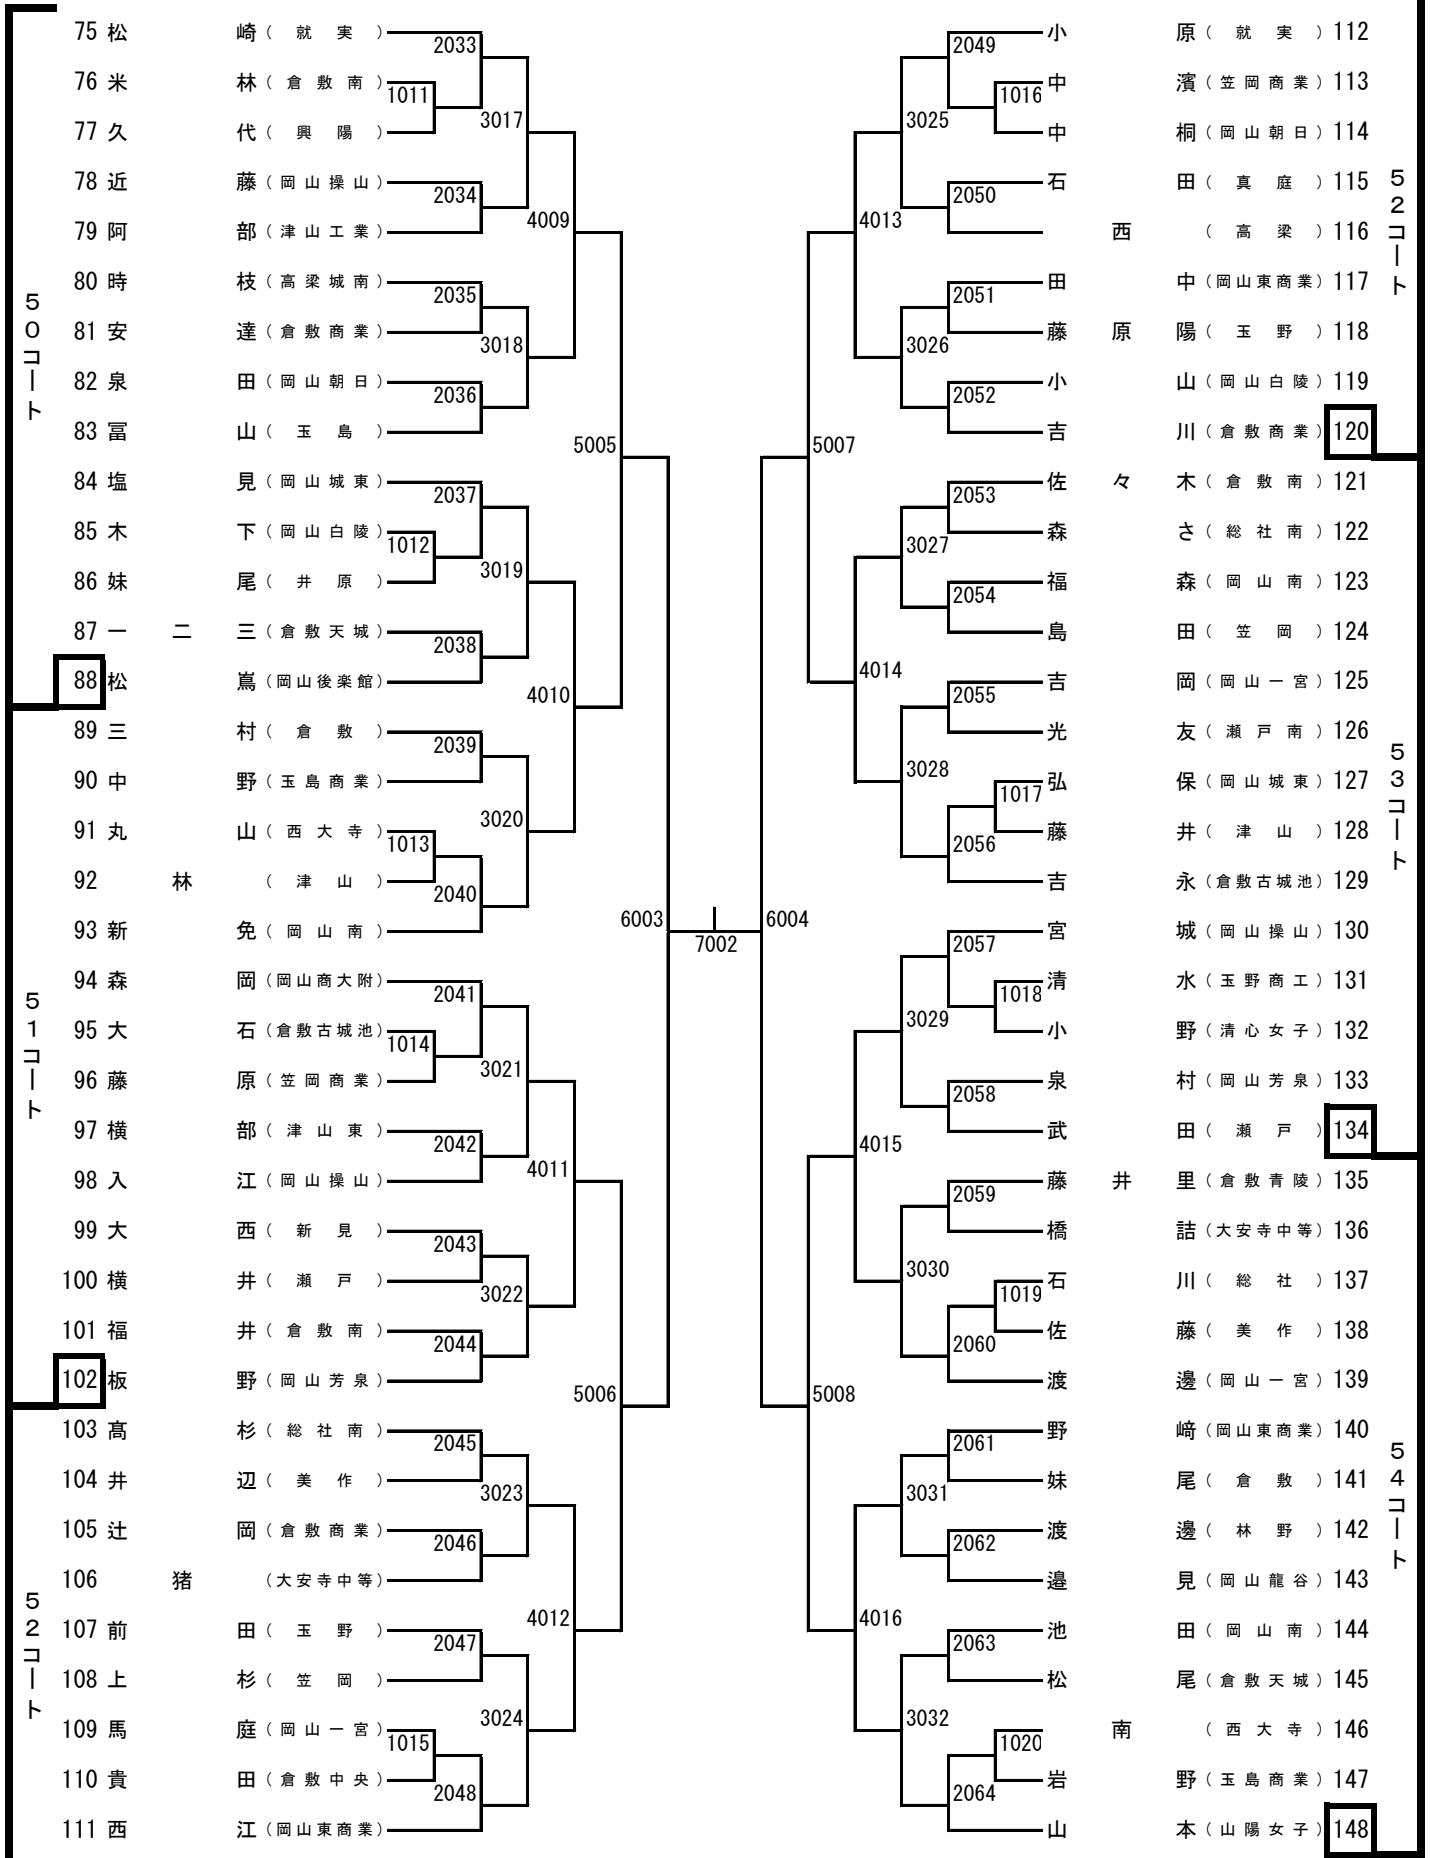 75 松崎 (就実)
76 米林 (倉敷南)
77 久代 (興陽)
78 近藤 (岡山操山)
79 阿部 (津山工業)
80 時枝 (高梁城南)
81 安達 (倉敷商業)
82 泉田 (岡山朝日)
83 冨山 (玉島)
84 塩見 (岡山城東)
85 木下 (岡山白陵)
86 妹尾 (井原)
87 一二三 (倉敷天城)
88 松嶌 (岡山後楽館)
89 三村 (倉敷)
90 中野 (玉島商業)
91 丸山 (西大寺)
92 林 (津山)
93 新免 (岡山南)
94 森岡 (岡山商大附)
95 大石 (倉敷古城池)
96 藤原 (笠岡商業)
97 横部 (津山東)
98 入江 (岡山操山)
99 大西 (新見)
100 横井 (瀬戸)
101 福井 (倉敷南)
102 板野 (岡山芳泉)
103 髙杉 (総社南)
104 井辺 (美作)
105 辻岡 (倉敷商業)
106 猪 (大安寺中等)
107 前田 (玉野)
108 上杉 (笠岡)
109 馬庭 (岡山一宮)
110 貴田 (倉敷中央)
111 西江 (岡山東商業)
50コート
51コート
52コート
1011
1012
1013
1014
1015
2033
2034
2035
2036
2037
2038
2039
2040
2041
2042
2043
2044
2045
2046
2047
2048
3017
3018
3019
3020
3021
3022
3023
3024
4009
4010
4011
4012
5005
5006
6003
7002
6004
5007
5008
4013
4014
4015
4016
3025
3026
3027
3028
3029
3030
3031
3032
2049
2050
2051
2052
2053
2054
2055
2056
2057
2058
2059
2060
2061
2062
2063
2064
1016
1017
1018
1019
1020
小原 (就実) 112
中濱 (笠岡商業) 113
中桐 (岡山朝日) 114
石田 (真庭) 115
西 (高梁) 116
田中 (岡山東商業) 117
藤原陽 (玉野) 118
小山 (岡山白陵) 119
吉川 (倉敷商業) 120
佐々木 (倉敷南) 121
森さ (総社南) 122
福森 (岡山南) 123
島田 (笠岡) 124
吉岡 (岡山一宮) 125
光友 (瀬戸南) 126
弘保 (岡山城東) 127
藤井 (津山) 128
吉永 (倉敷古城池) 129
宮城 (岡山操山) 130
清水 (玉野商工) 131
小野 (清心女子) 132
泉村 (岡山芳泉) 133
武田 (瀬戸) 134
藤井里 (倉敷青陵) 135
橋詰 (大安寺中等) 136
石川 (総社) 137
佐藤 (美作) 138
渡邊 (岡山一宮) 139
野﨑 (岡山東商業) 140
妹尾 (倉敷) 141
渡邊 (林野) 142
邉見 (岡山龍谷) 143
池田 (岡山南) 144
松尾 (倉敷天城) 145
南 (西大寺) 146
岩野 (玉島商業) 147
山本 (山陽女子) 148
52コート
53コート
54コート